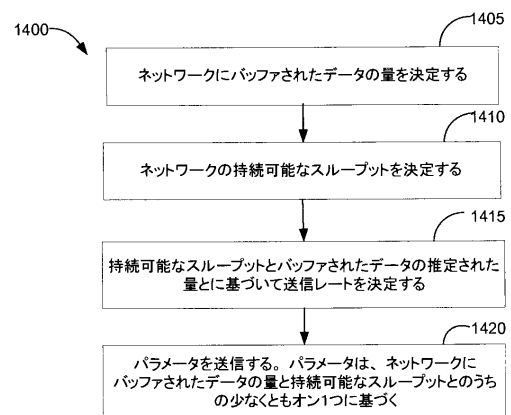 1400
1405
ネットワークにバッファされたデータの量を決定する
1410
ネットワークの持続可能なスループットを決定する
1415
持続可能なスループットとバッファされたデータの推定された
量とに基づいて送信レートを決定する
1420
パラメータを送信する。パラメータは、ネットワークに
バッファされたデータの量と持続可能なスループットとのうち
の少なくともオン1つに基づく